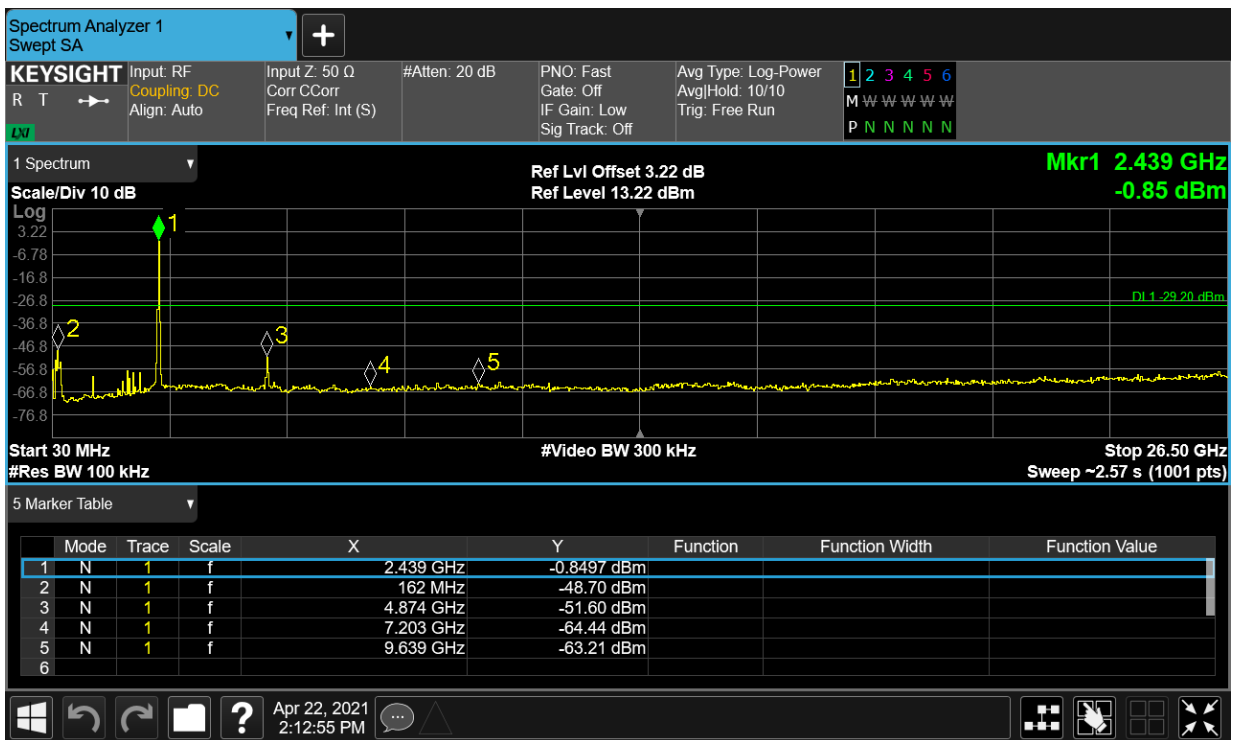 Spectrum Analyzer 1
Swept SA
KEYSIGHT
R T
LXI
Input: RF
Coupling: DC
Align: Auto
Input Z: 50 Ω
Corr CCorr
Freq Ref: Int (S)
#Atten: 20 dB
PNO: Fast
Gate: Off
IF Gain: Low
Sig Track: Off
Avg Type: Log-Power
Avg|Hold: 10/10
Trig: Free Run
1 2 3 4 5 6
M W W W W W
P N N N N N
1 Spectrum
Scale/Div 10 dB
Ref Lvl Offset 3.22 dB
Ref Level 13.22 dBm
Mkr1 2.439 GHz
-0.85 dBm
Log
3.22
-6.78
-16.8
-26.8
-36.8
-46.8
-56.8
-66.8
-76.8
1
2
3
4
5
DL1 -29.20 dBm
Start 30 MHz
#Video BW 300 kHz
Stop 26.50 GHz
#Res BW 100 kHz
Sweep ~2.57 s (1001 pts)
5 Marker Table
Mode Trace Scale X Y Function Function Width Function Value
1 N 1 f 2.439 GHz -0.8497 dBm
2 N 1 f 162 MHz -48.70 dBm
3 N 1 f 4.874 GHz -51.60 dBm
4 N 1 f 7.203 GHz -64.44 dBm
5 N 1 f 9.639 GHz -63.21 dBm
6
?
Apr 22, 2021
2:12:55 PM